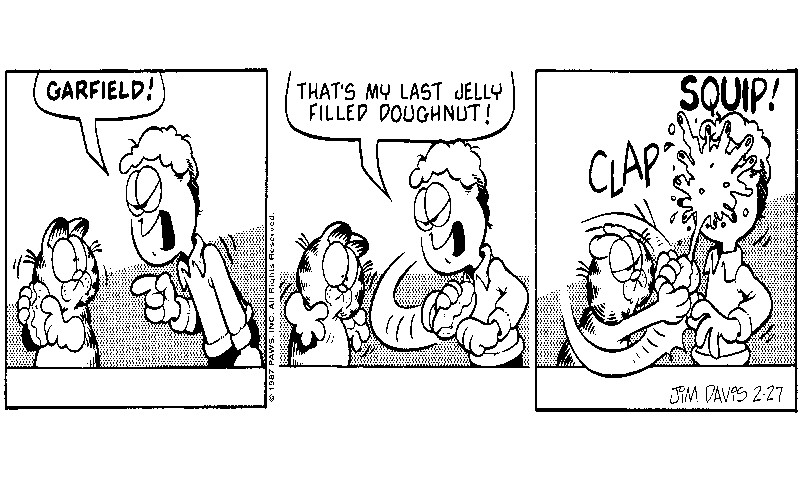 GARFIELD!
© 1987 PAWS, INC. All Rights Reserved.
THAT'S MY LAST JELLY
FILLED DOUGHNUT!
CLAP
SQUIP!
JIM DAVIS 2-27